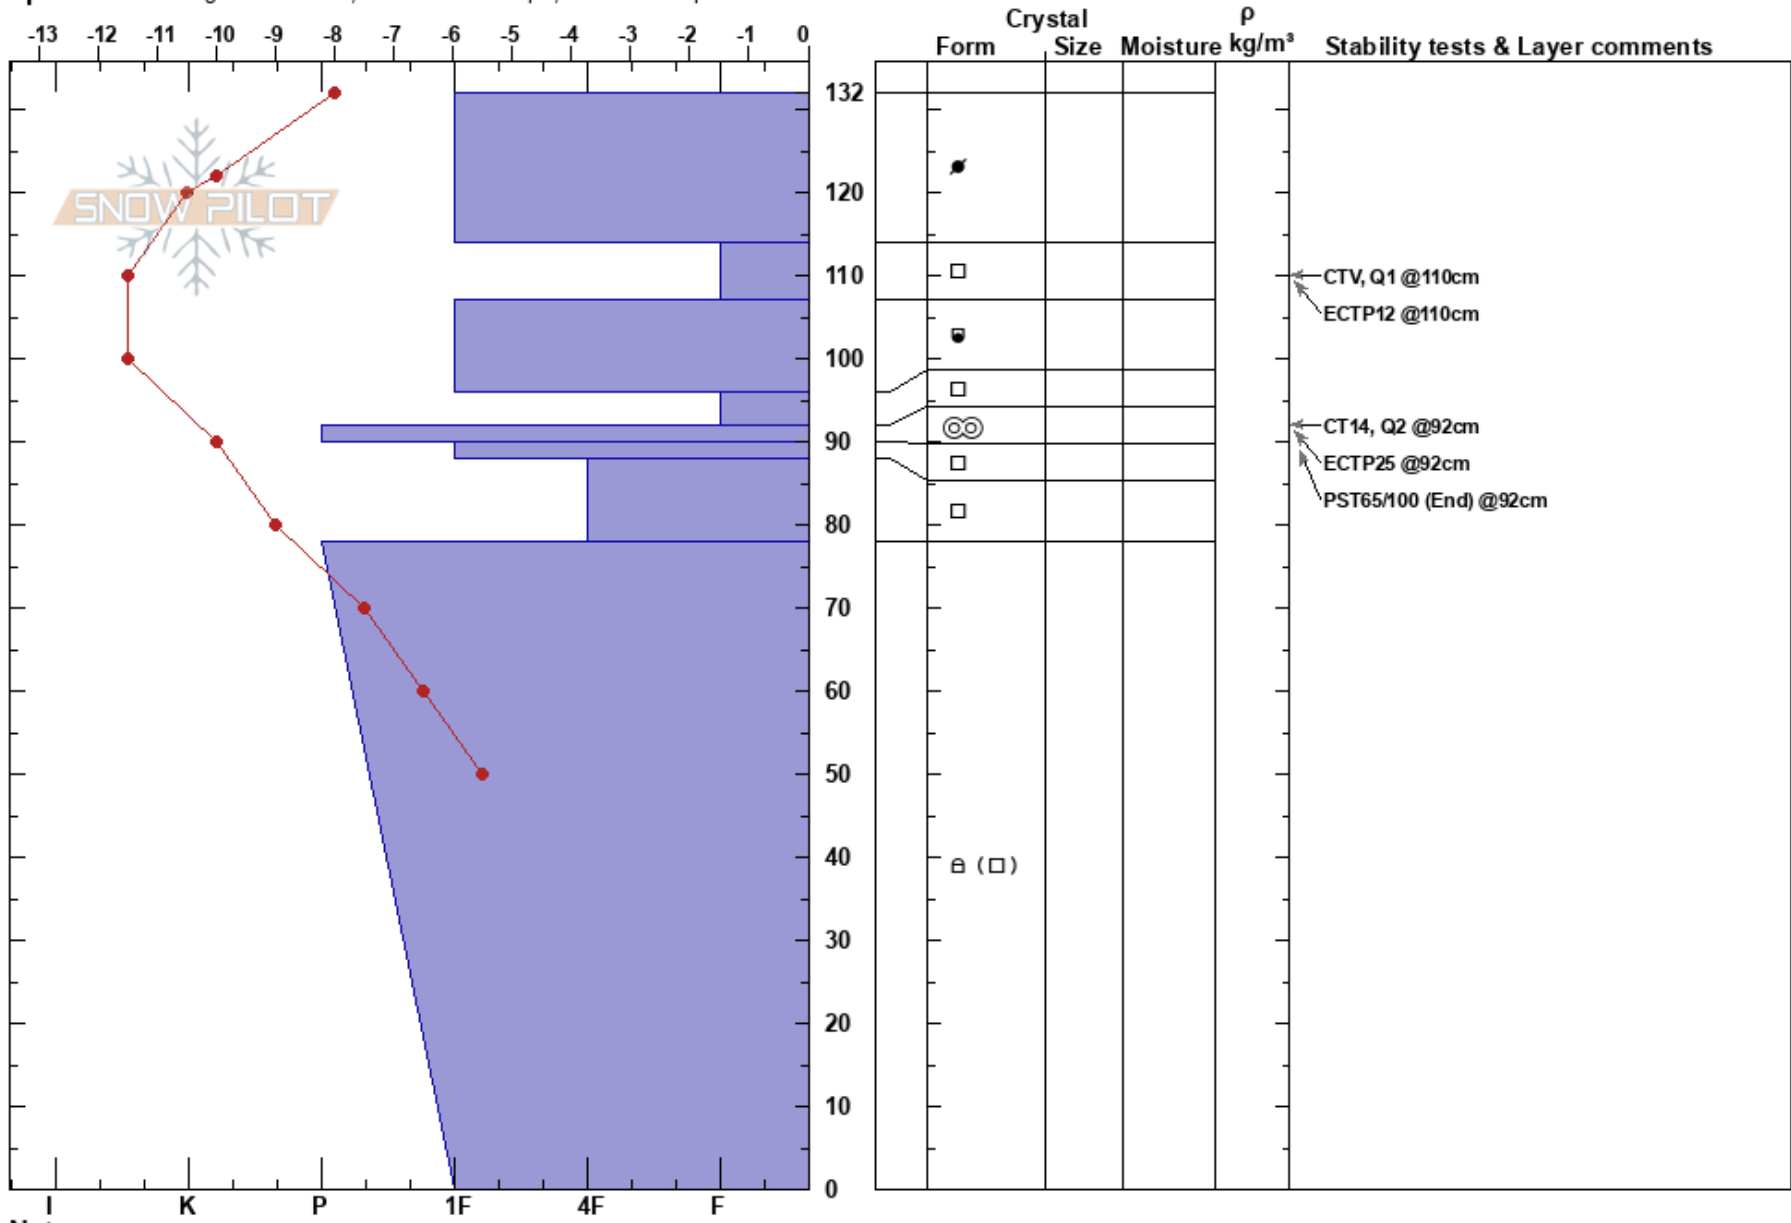 Crystal
ρ
-13 -12 -11 -10 -9 -8 -7 -6 -5 -4 -3 -2 -1 0
Form Size Moisture kg/m³ Stability tests & Layer comments
132
SNOW PILOT
120
110
CTV, Q1 @110cm
ECTP12 @110cm
100
90
CT14, Q2 @92cm
ECTP25 @92cm
PST65/100 (End) @92cm
80
70
60
50
40
( )
30
20
10
0
I K P 1F 4F F